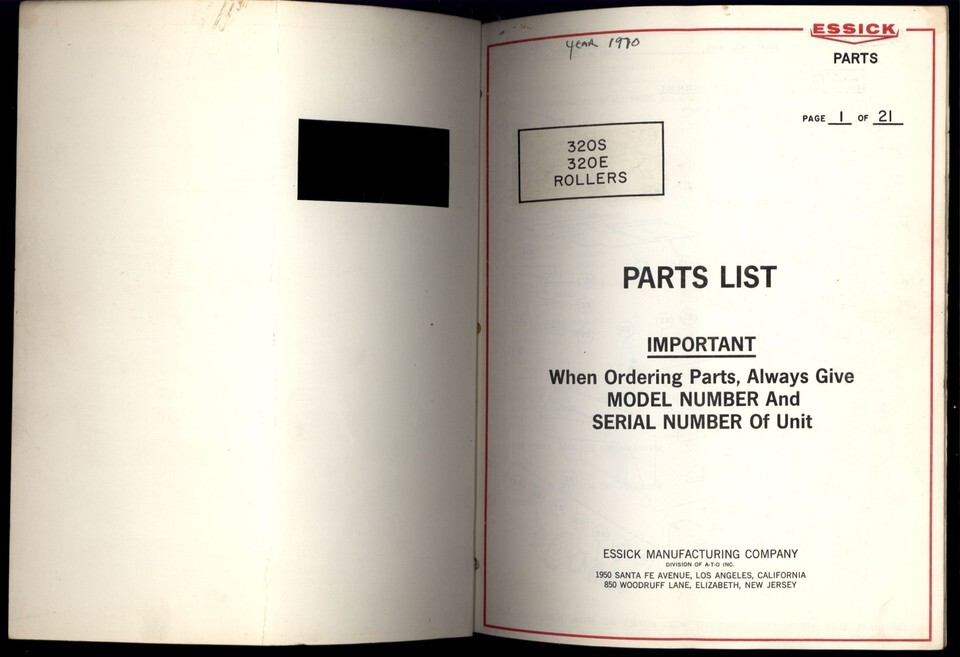 Year 1970
ESSICK
PARTS
PAGE 1 OF 21
320S
320E
ROLLERS
PARTS LIST
IMPORTANT
When Ordering Parts, Always Give
MODEL NUMBER And
SERIAL NUMBER Of Unit
ESSICK MANUFACTURING COMPANY
DIVISION OF A-T-O INC.
1950 SANTA FE AVENUE, LOS ANGELES, CALIFORNIA
850 WOODRUFF LANE, ELIZABETH, NEW JERSEY